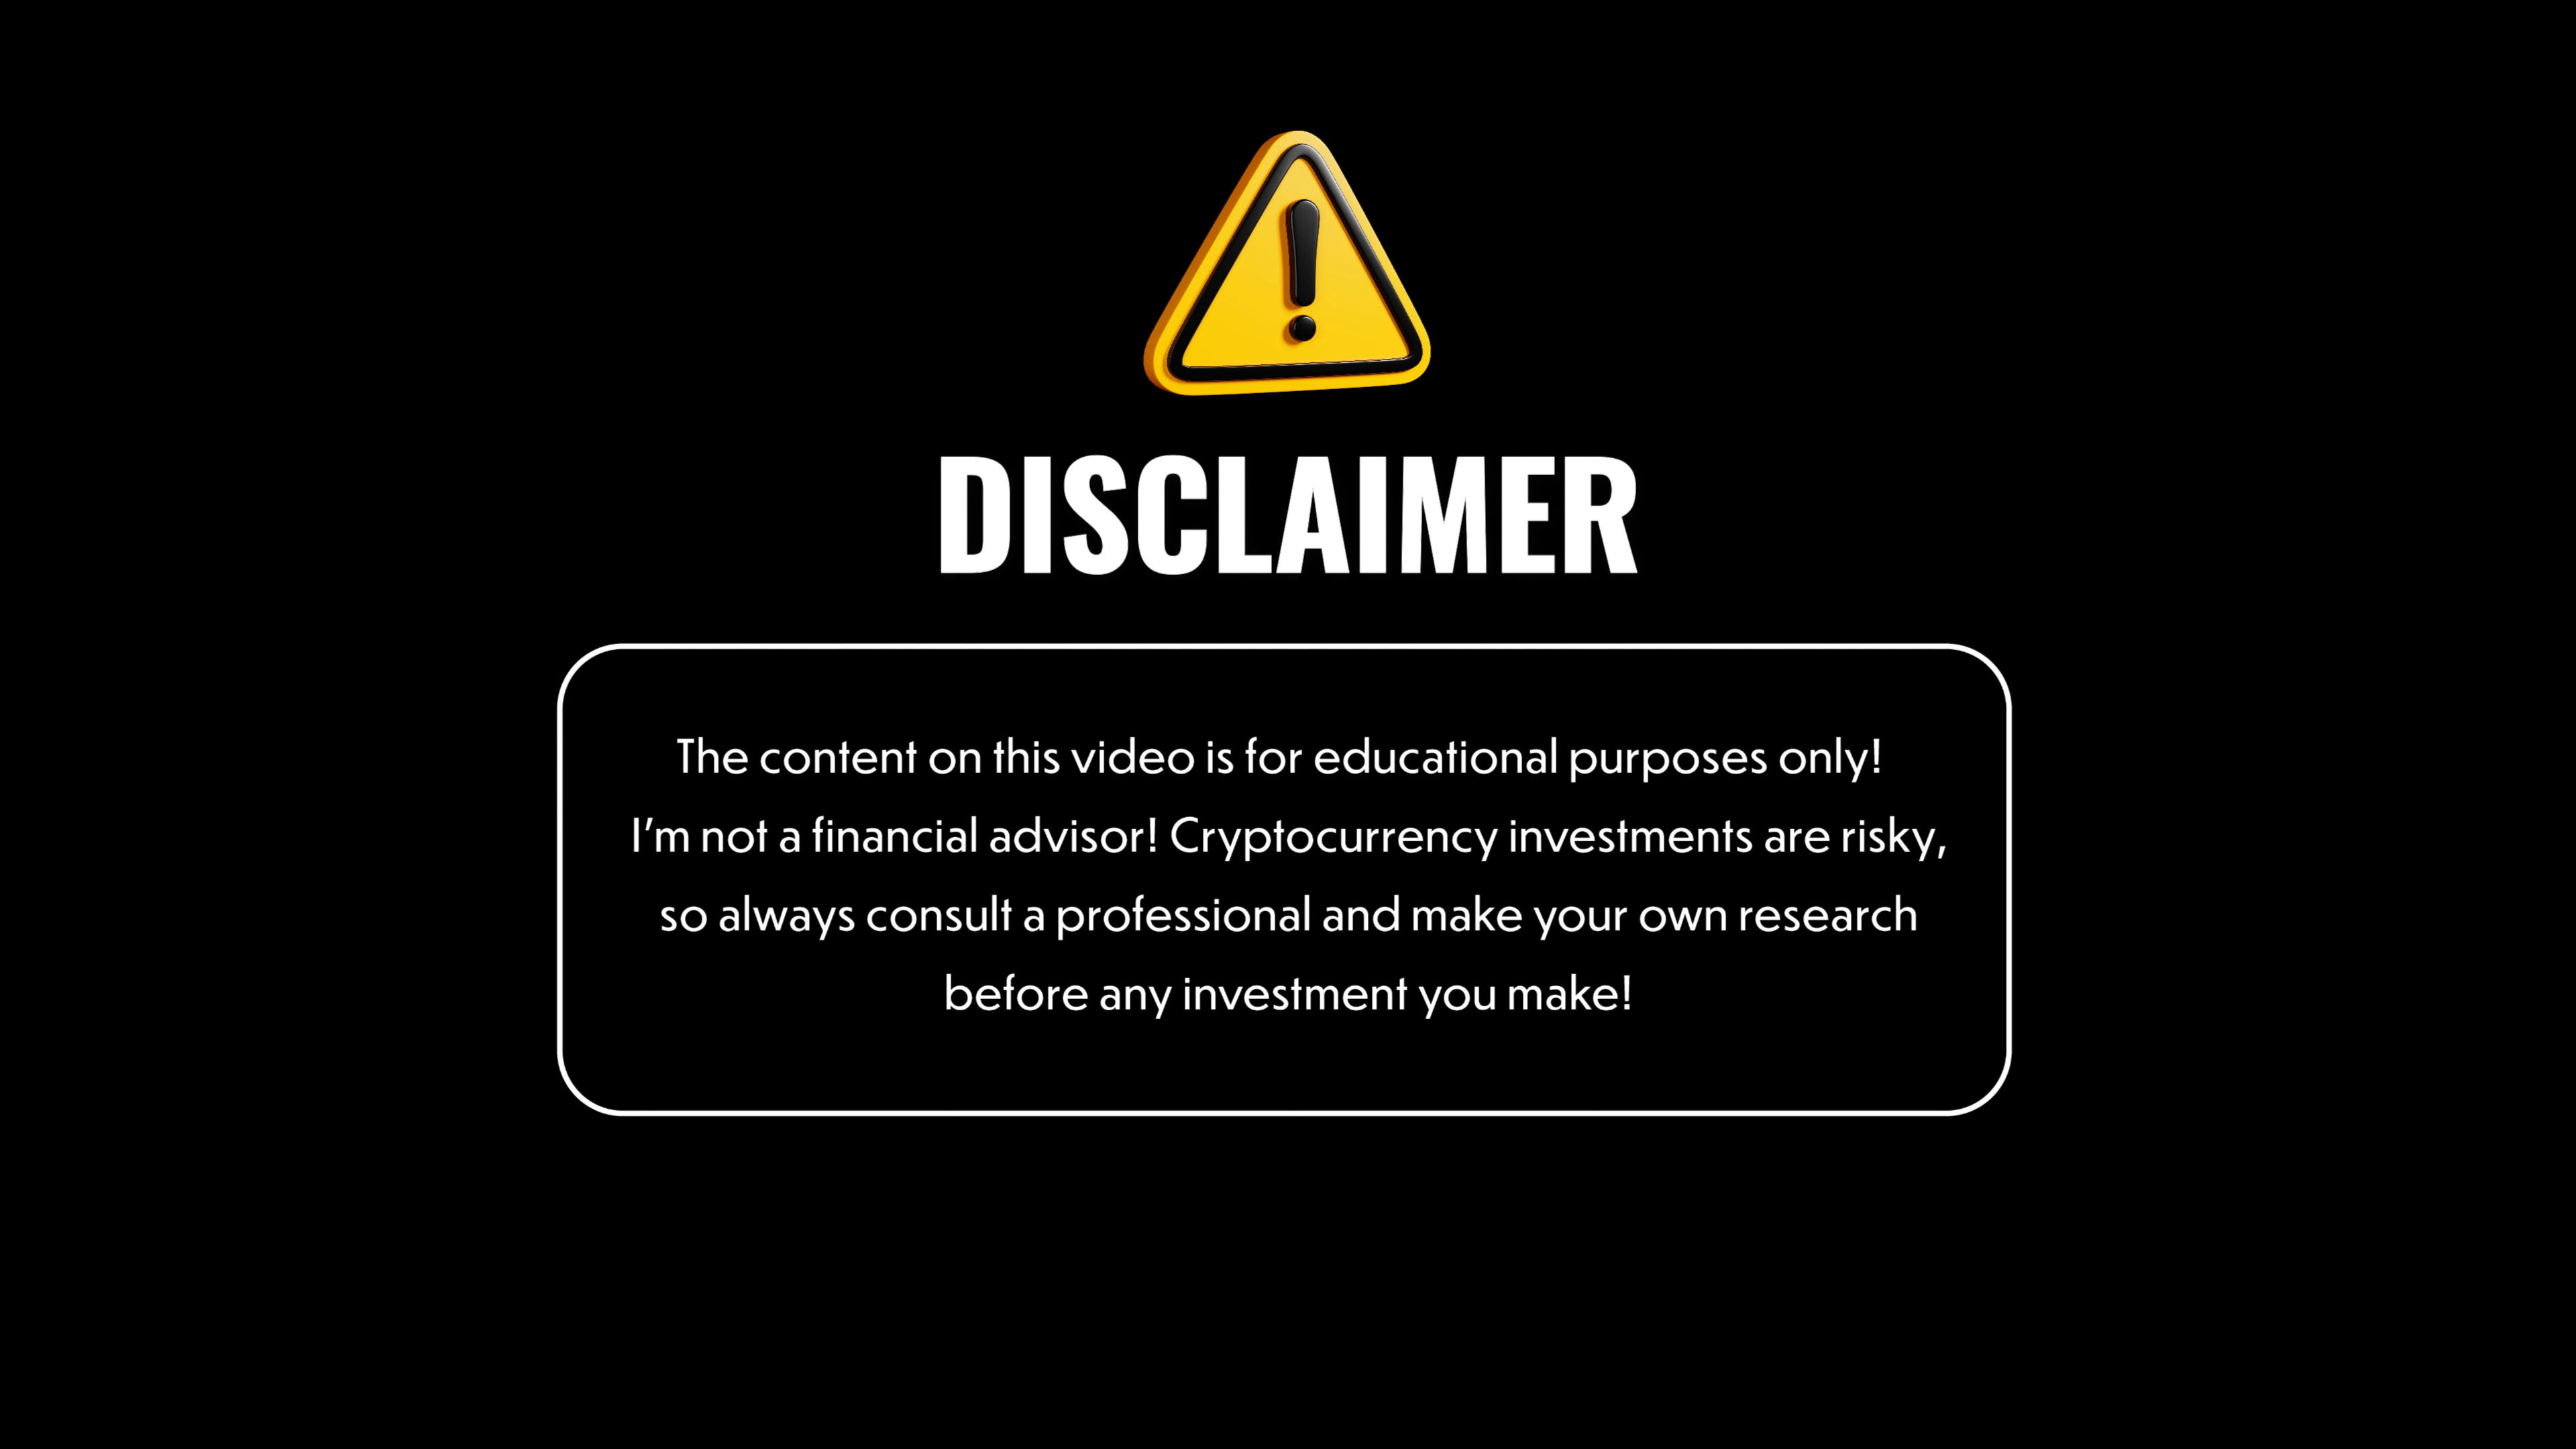 DISCLAIMER
The content on this video is for educational purposes only!
I'm not a financial advisor! Cryptocurrency investments are risky,
so always consult a professional and make your own research
before any investment you make!